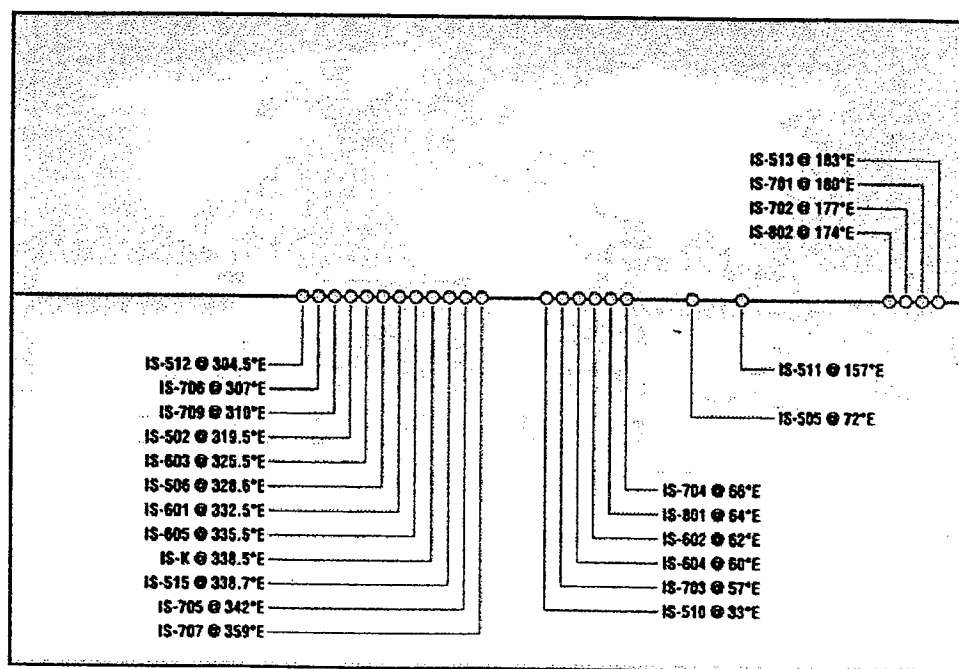 IS-513 @ 183°E
IS-701 @ 180°E
IS-702 @ 177°E
IS-802 @ 174°E
IS-512 @ 304.5°E
IS-706 @ 307°E
IS-709 @ 310°E
IS-502 @ 319.5°E
IS-603 @ 325.5°E
IS-506 @ 328.6°E
IS-601 @ 332.5°E
IS-605 @ 335.5°E
IS-K @ 338.5°E
IS-515 @ 338.7°E
IS-705 @ 342°E
IS-707 @ 359°E
IS-511 @ 157°E
IS-505 @ 72°E
IS-704 @ 66°E
IS-801 @ 64°E
IS-602 @ 62°E
IS-604 @ 60°E
IS-703 @ 57°E
IS-510 @ 33°E